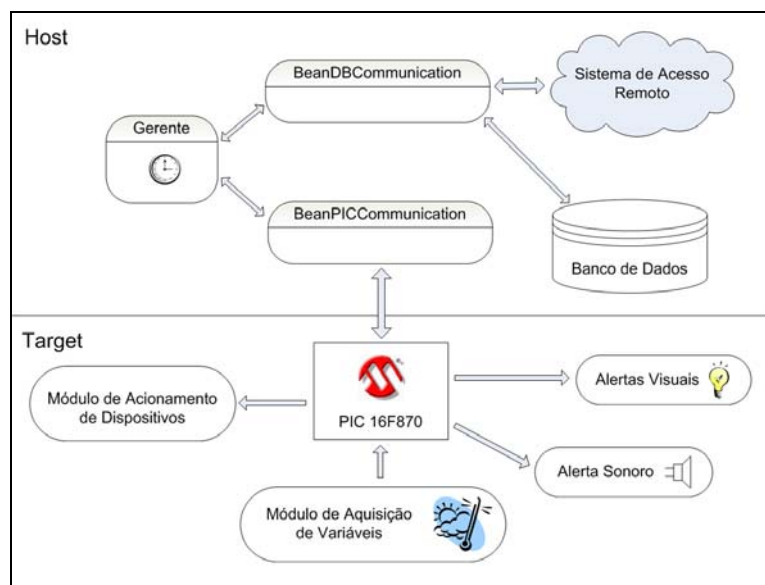 Host
BeanDBCommunication
Sistema de Acesso
Remoto
Gerente
BeanPICCommunication
Banco de Dados
Target
Módulo de Acionamento
de Dispositivos
PIC 16F870
Alertas Visuais
Alerta Sonoro
Módulo de Aquisição
de Variáveis